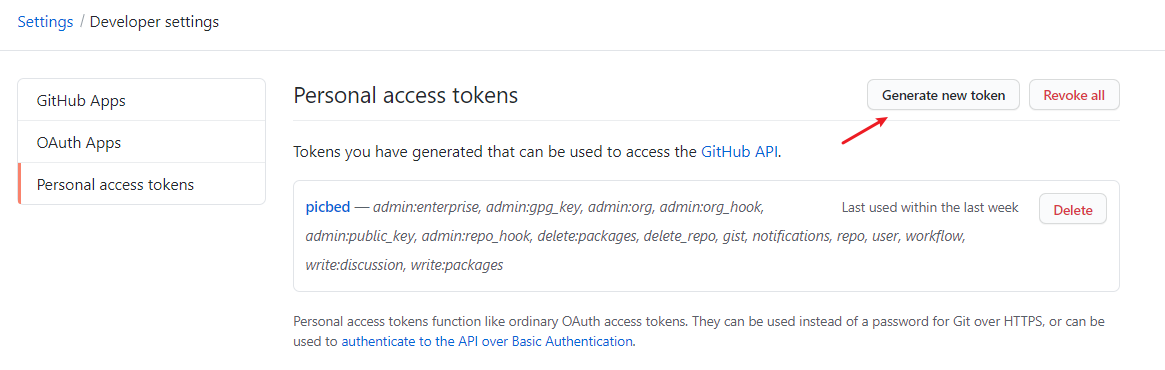 Settings / Developer settings
GitHub Apps
OAuth Apps
Personal access tokens
Personal access tokens
Generate new token
Revoke all
Tokens you have generated that can be used to access the GitHub API.
picbed — admin:enterprise, admin:gpg_key, admin:org, admin:org_hook,
admin:public_key, admin:repo_hook, delete:packages, delete_repo, gist, notifications, repo, user, workflow,
write:discussion, write:packages
Last used within the last week
Delete
Personal access tokens function like ordinary OAuth access tokens. They can be used instead of a password for Git over HTTPS, or can be
used to authenticate to the API over Basic Authentication.